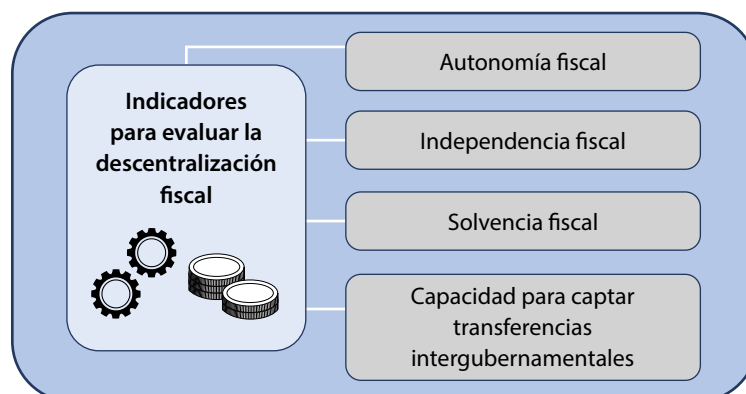 Indicadores
para evaluar la
descentralización
fiscal
Autonomía fiscal
Independencia fiscal
Solvencia fiscal
Capacidad para captar
transferencias
intergubernamentales